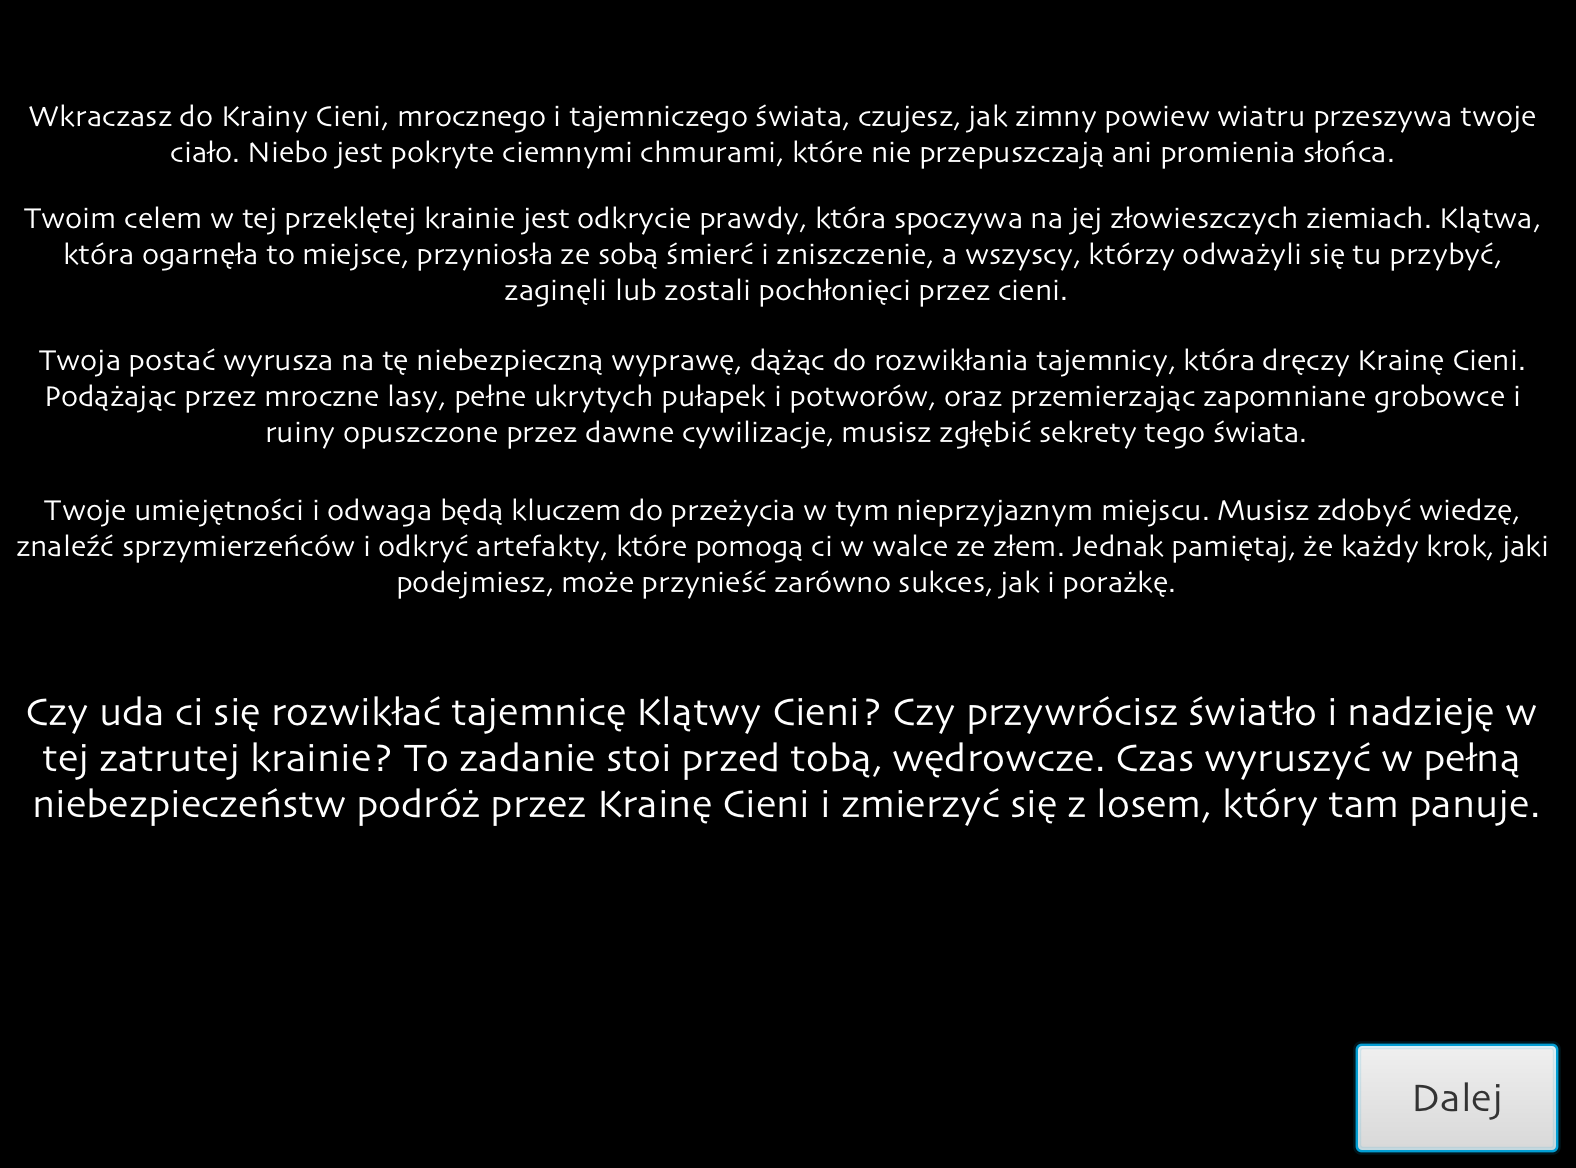 Wkraczasz do Krainy Cieni, mrocznego i tajemniczego świata, czujesz, jak zimny powiew wiatru przeszywa twoje
ciało. Niebo jest pokryte ciemnymi chmurami, które nie przepuszczają ani promienia słońca.
Twoim celem w tej przeklętej krainie jest odkrycie prawdy, która spoczywa na jej złowieszczych ziemiach. Klątwa,
która ogarnęła to miejsce, przyniosła ze sobą śmierć i zniszczenie, a wszyscy, którzy odważyli się tu przybyć,
zaginęli lub zostali pochłonięci przez cieni.
Twoja postać wyrusza na tę niebezpieczną wyprawę, dążąc do rozwikłania tajemnicy, która dręczy Krainę Cieni.
Podążając przez mroczne lasy, pełne ukrytych pułapek i potworów, oraz przemierzając zapomniane grobowce i
ruiny opuszczone przez dawne cywilizacje, musisz zgłębić sekrety tego świata.
Twoje umiejętności i odwaga będą kluczem do przeżycia w tym nieprzyjaznym miejscu. Musisz zdobyć wiedzę,
znaleźć sprzymierzeńców i odkryć artefakty, które pomogą ci w walce ze złem. Jednak pamiętaj, że każdy krok, jaki
podejmiesz, może przynieść zarówno sukces, jak i porażkę.
Czy uda ci się rozwikłać tajemnicę Klątwy Cieni? Czy przywrócisz światło i nadzieję w
tej zatrutej krainie? To zadanie stoi przed tobą, wędrowcze. Czas wyruszyć w pełną
niebezpieczeństw podróż przez Krainę Cieni i zmierzyć się z losem, który tam panuje.
Dalej